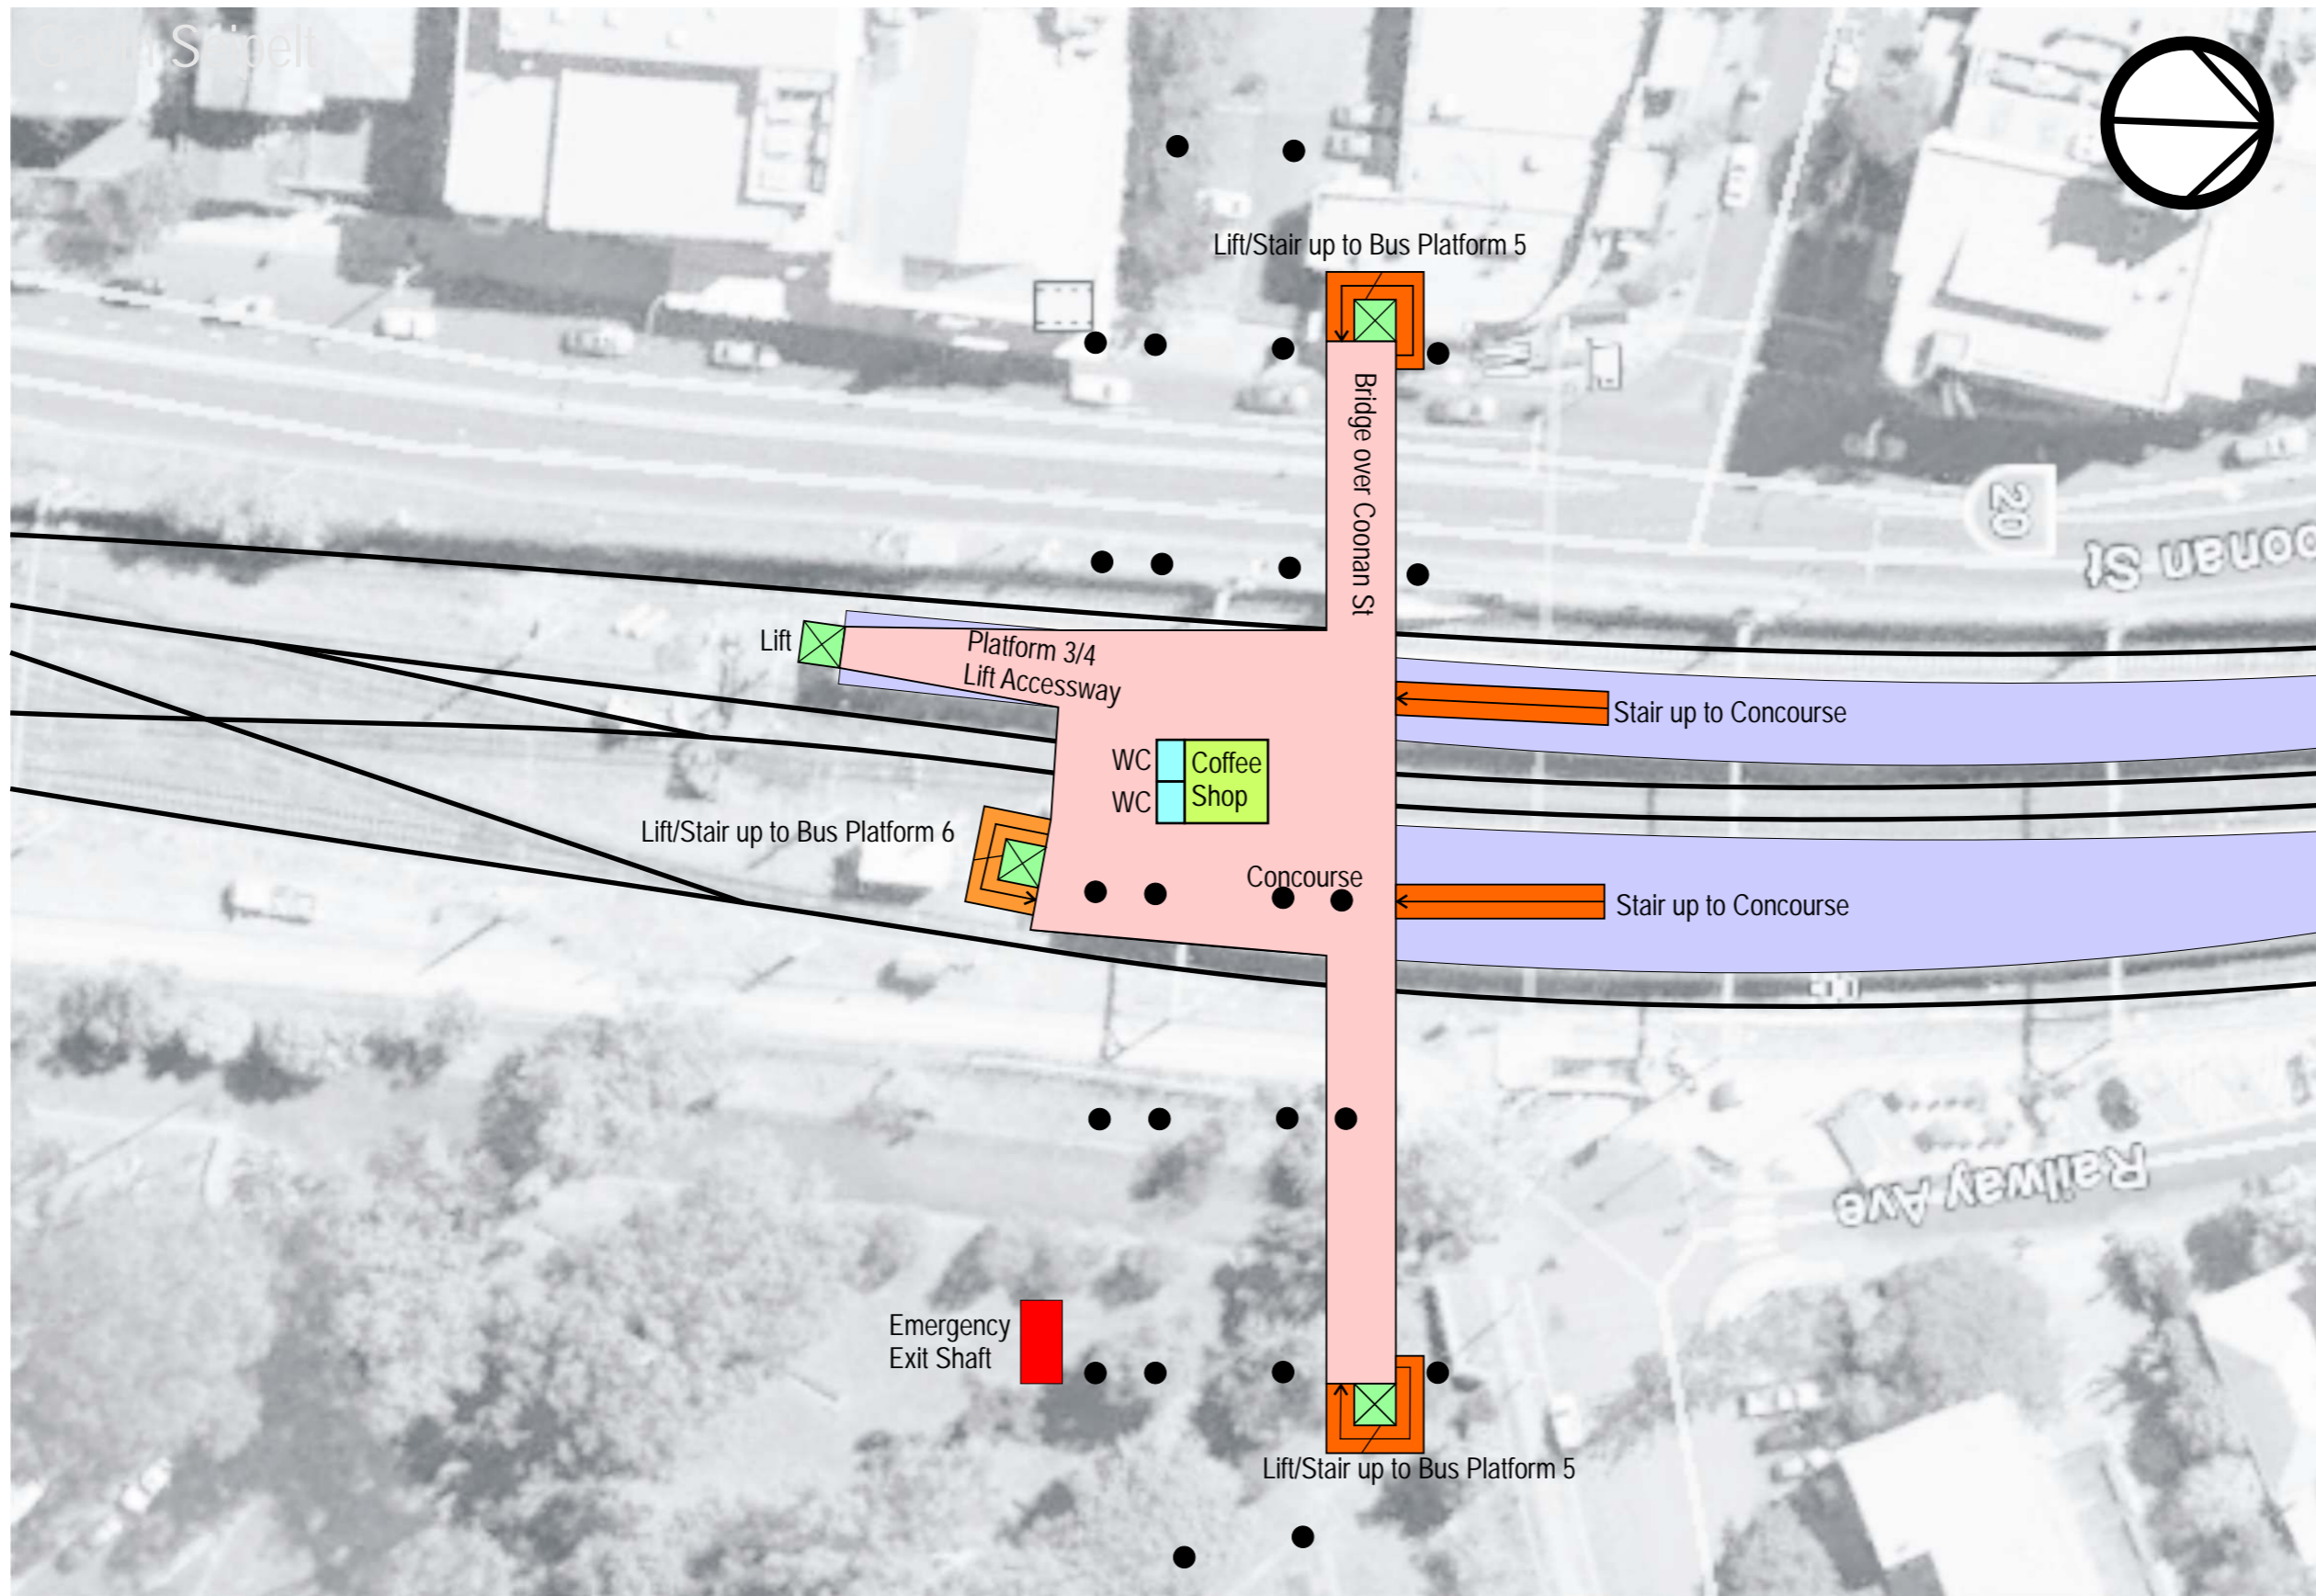 Lift/Stair up to Bus Platform 5
Bridge over Coonan St
20
oonan St
Lift
Platform 3/4
Lift Accessway
Stair up to Concourse
WC
Coffee
WC
Shop
Lift/Stair up to Bus Platform 6
Concourse
Stair up to Concourse
Railway Ave
Emergency
Exit Shaft
Lift/Stair up to Bus Platform 5